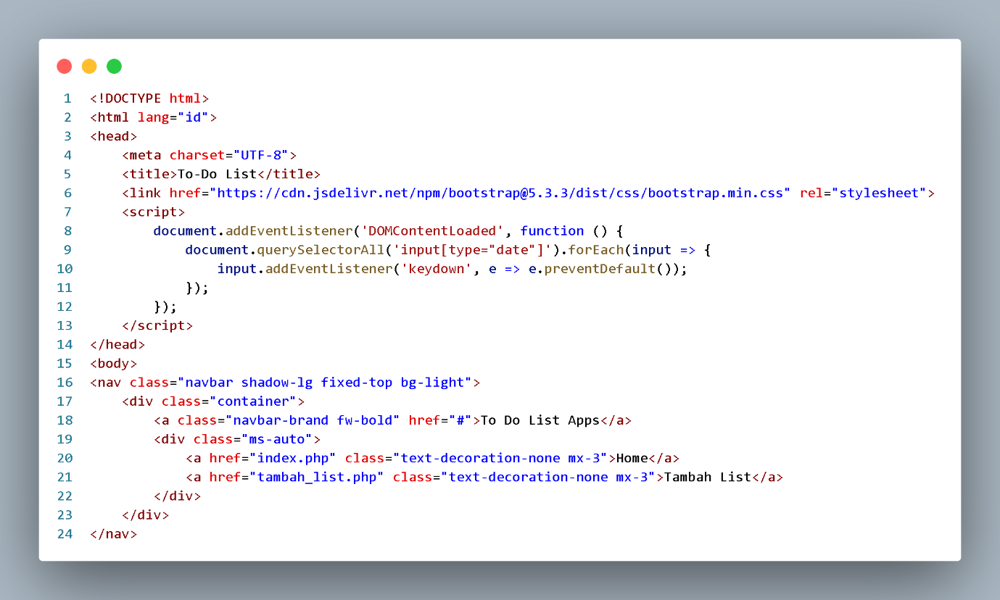 1 <!DOCTYPE html>
2 <html lang="id">
3 <head>
4     <meta charset="UTF-8">
5     <title>To-Do List</title>
6     <link href="https://cdn.jsdelivr.net/npm/bootstrap@5.3.3/dist/css/bootstrap.min.css" rel="stylesheet">
7     <script>
8         document.addEventListener('DOMContentLoaded', function () {
9             document.querySelectorAll('input[type="date"]').forEach(input => {
10                 input.addEventListener('keydown', e => e.preventDefault());
11             });
12         });
13     </script>
14 </head>
15 <body>
16 <nav class="navbar shadow-lg fixed-top bg-light">
17     <div class="container">
18         <a class="navbar-brand fw-bold" href="#">To Do List Apps</a>
19         <div class="ms-auto">
20             <a href="index.php" class="text-decoration-none mx-3">Home</a>
21             <a href="tambah_list.php" class="text-decoration-none mx-3">Tambah List</a>
22         </div>
23     </div>
24 </nav>